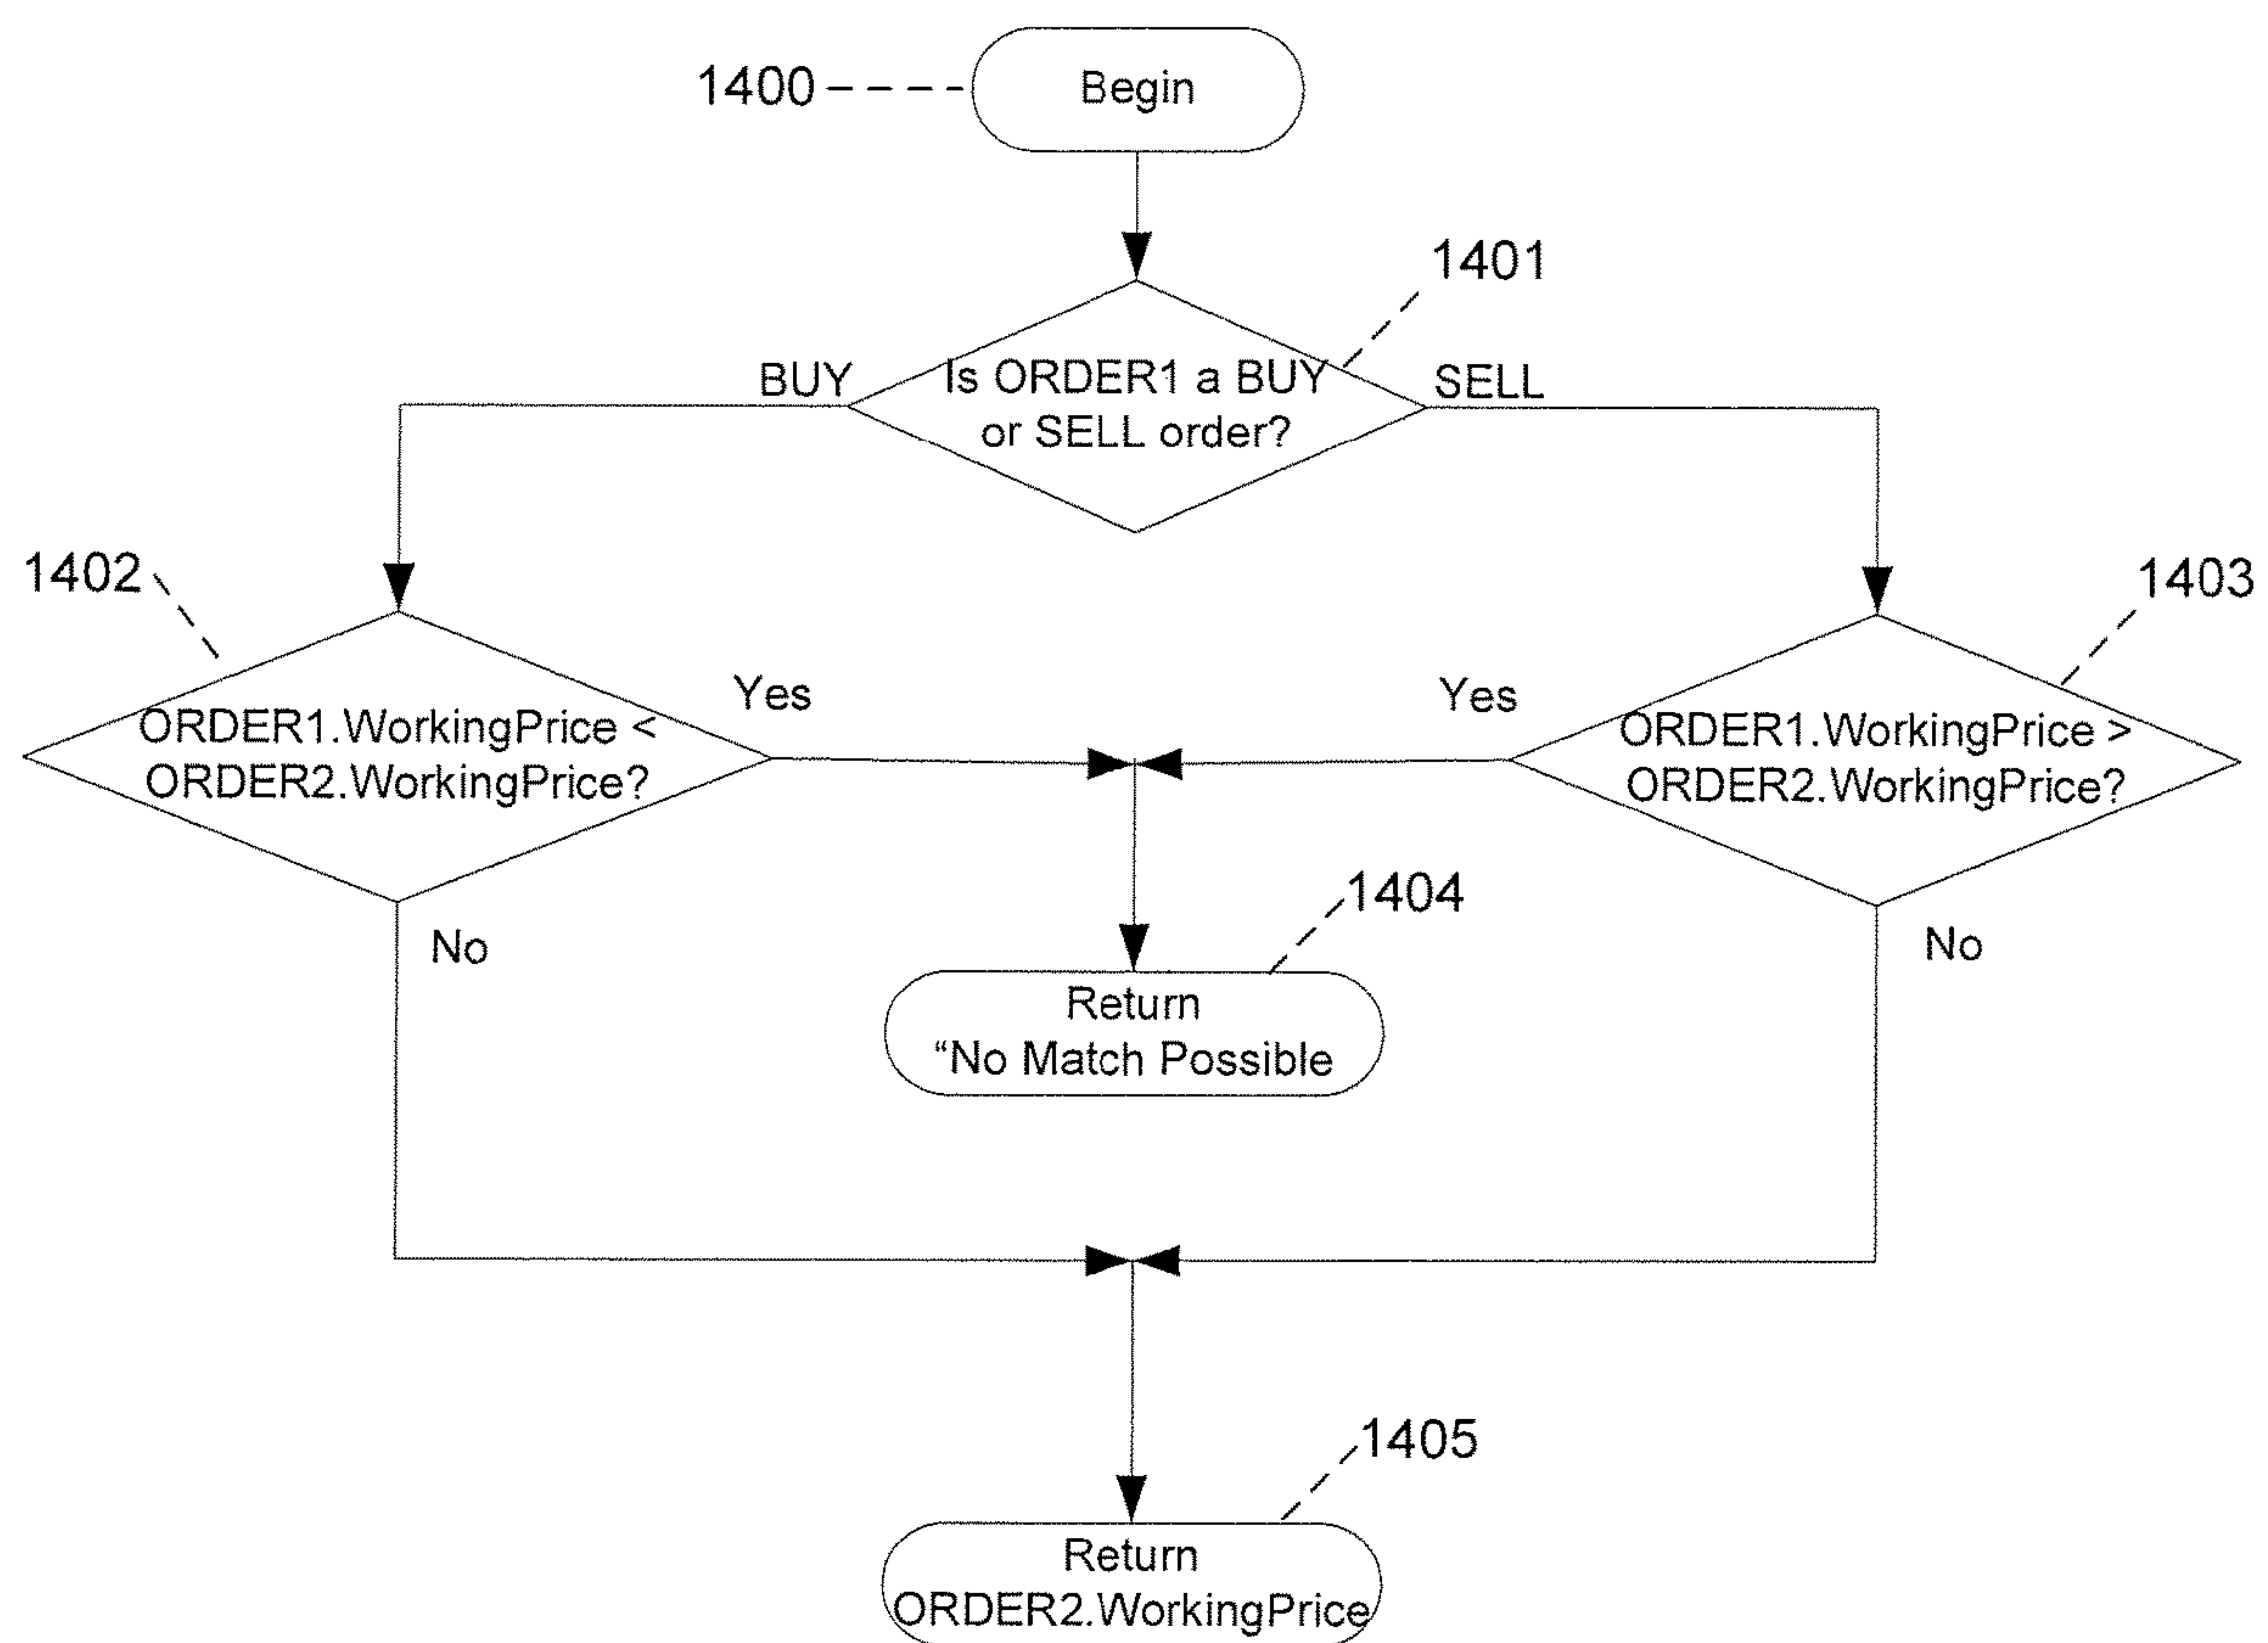 1400
Begin
1401
BUY
Is ORDER1 a BUY
or SELL order?
SELL
1402
1403
ORDER1.WorkingPrice <
ORDER2.WorkingPrice?
Yes
Yes
ORDER1.WorkingPrice >
ORDER2.WorkingPrice?
No
1404
No
Return
“No Match Possible
1405
Return
ORDER2.WorkingPrice